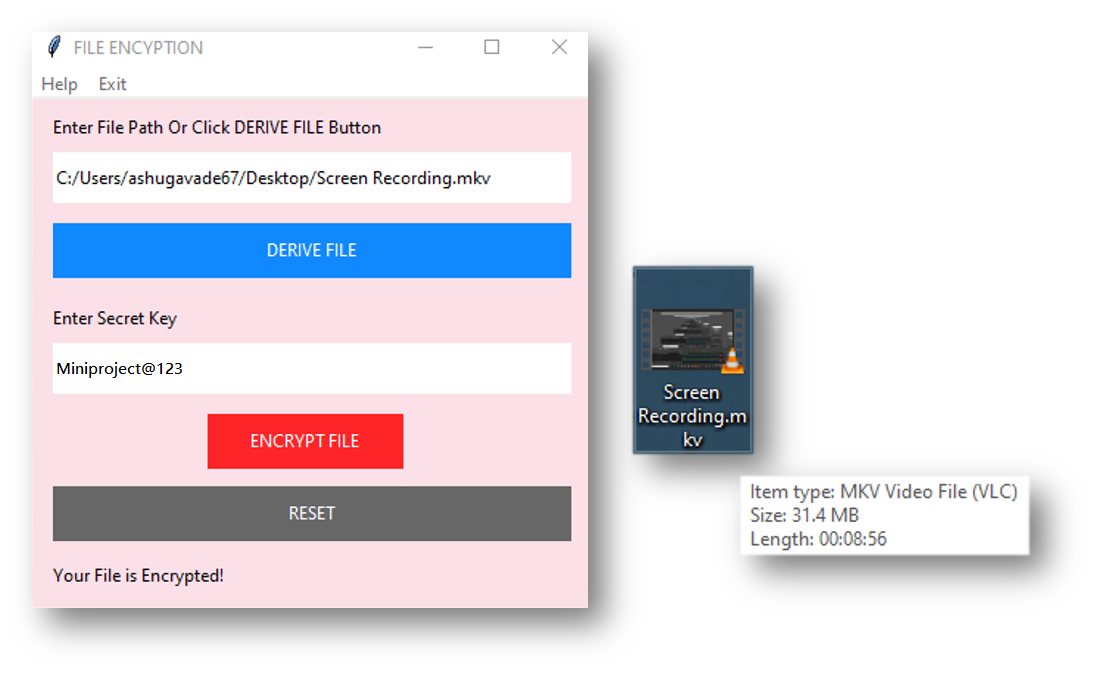 FILE ENCYPTION
Help Exit
Enter File Path Or Click DERIVE FILE Button
C:/Users/ashugavade67/Desktop/Screen Recording.mkv
DERIVE FILE
Enter Secret Key
Miniproject@123
ENCRYPT FILE
RESET
Your File is Encrypted!
Screen
Recording.m
kv
Item type: MKV Video File (VLC)
Size: 31.4 MB
Length: 00:08:56